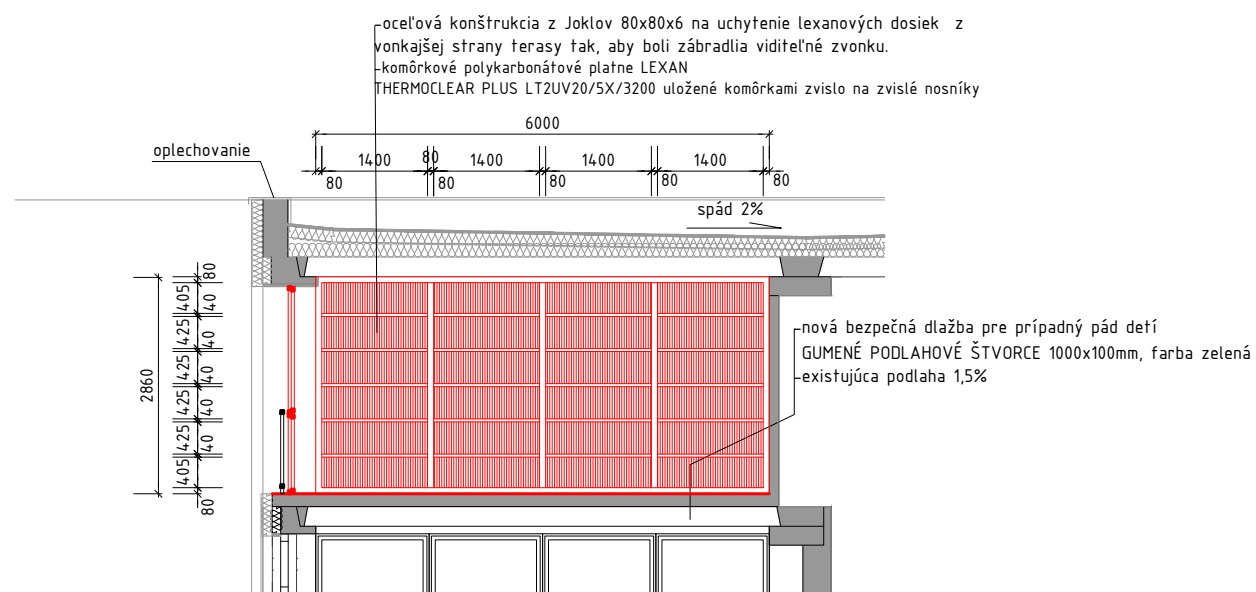 -oceľová konštrukcia z Joklov 80x80x6 na uchytenie lexanových dosiek z
vonkajšej strany terasy tak, aby boli zábradlia viditeľné zvonku.
-komôrkové polykarbonátové platne LEXAN
THERMOCLEAR PLUS LT2UV20/5X/3200 uložené komôrkami zvislo na zvislé nosníky
6000
oplechovanie
1400 80 1400 1400 1400
80 80 80 80 80
spád 2%
80
405 40
425 40
425 40
2860
425 40
425 40
405
80
-nová bezpečná dlažba pre prípadný pád detí
GUMENÉ PODLAHOVÉ ŠTVORCE 1000x100mm, farba zelená
-existujúca podlaha 1,5%